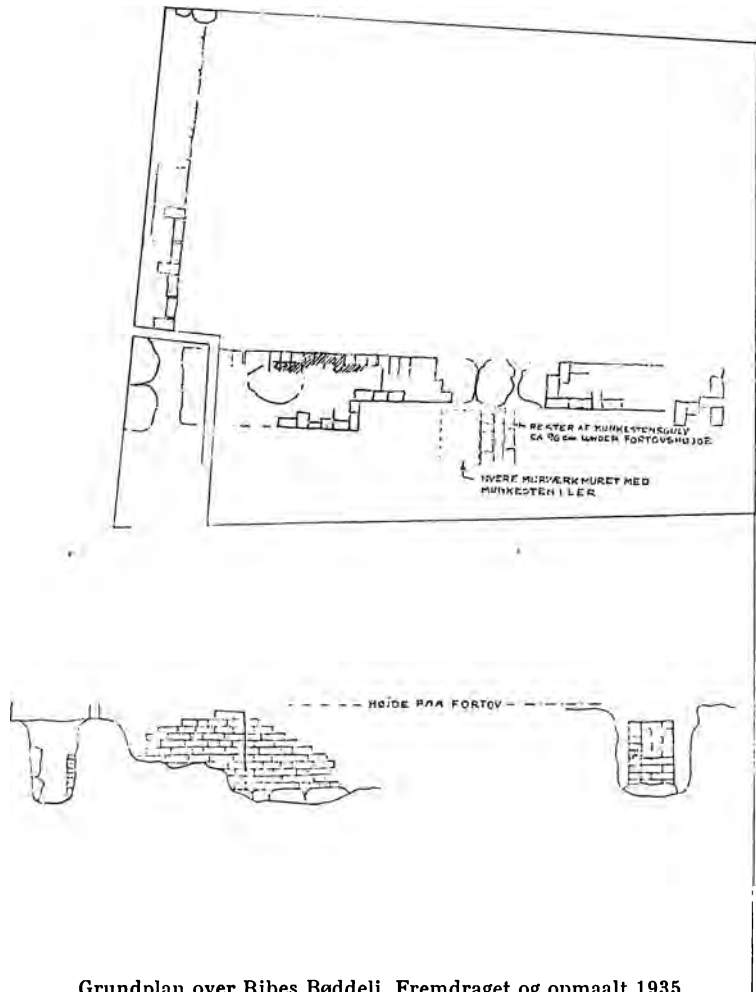 RESTER AF MUNKESTENSGULV
CA 96 cm UNDER FORTOVSHØJDE
NYERE MURVÆRK MURET MED
MUNKESTEN I LER
HØJDE PAA FORTOV
Grundplan over Ribes Bøddeli. Fremdraget og opmaalt 1935